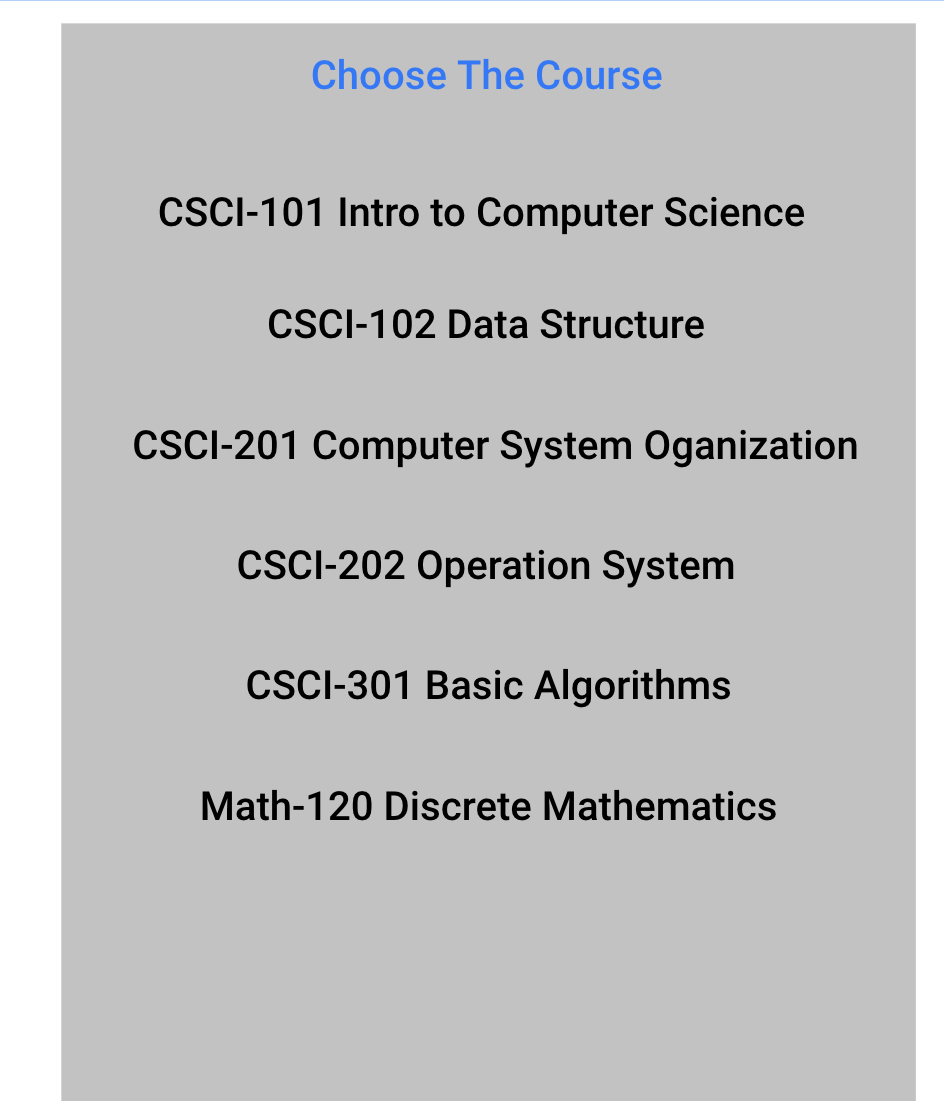 Choose The Course
CSCI-101 Intro to Computer Science
CSCI-102 Data Structure
CSCI-201 Computer System Oganization
CSCI-202 Operation System
CSCI-301 Basic Algorithms
Math-120 Discrete Mathematics